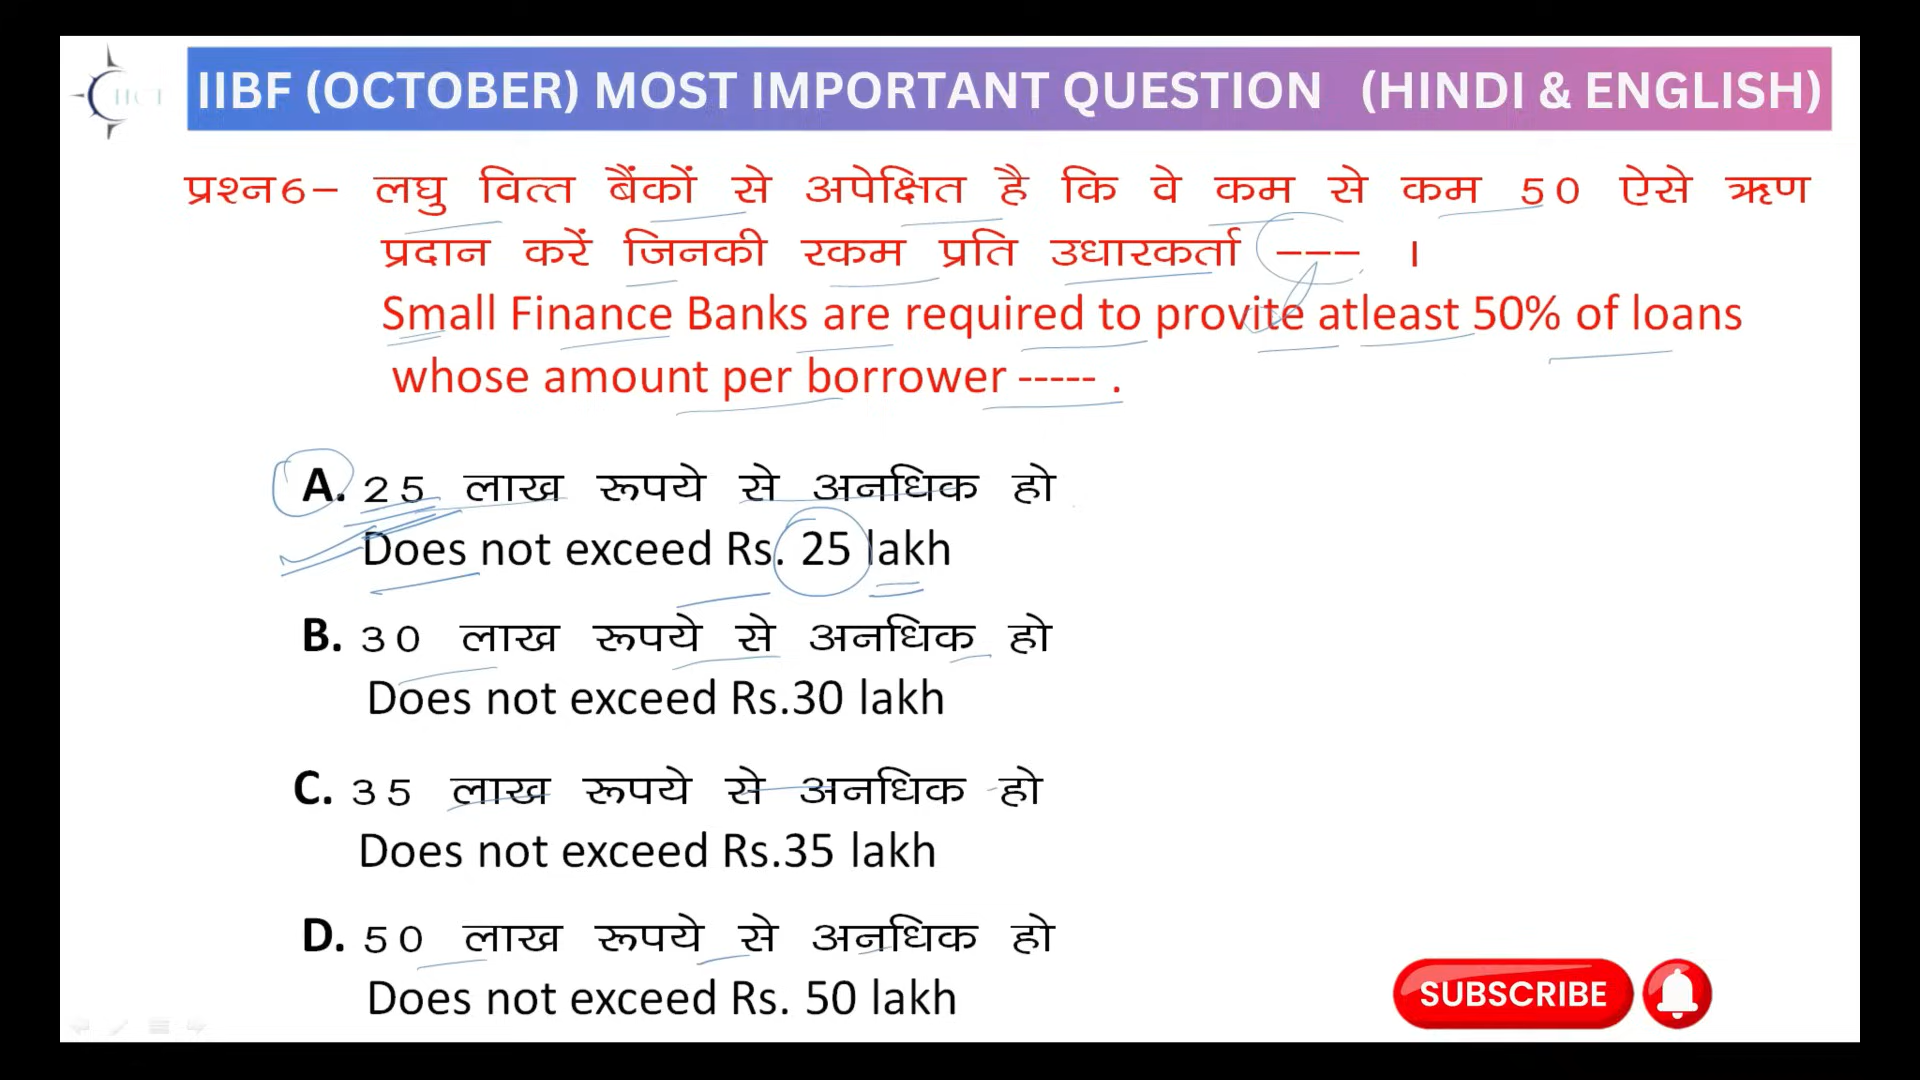 IIBF (OCTOBER) MOST IMPORTANT QUESTION (HINDI & ENGLISH)
प्रश्न6– लघु वित्त बैंकों से अपेक्षित है कि वे कम से कम 50 ऐसे ऋण
प्रदान करें जिनकी रकम प्रति उधारकर्ता ––– ।
Small Finance Banks are required to provite atleast 50% of loans
whose amount per borrower ----- .
A. 25 लाख रूपये से अनधिक हो
Does not exceed Rs. 25 lakh
B. 30 लाख रूपये से अनधिक हो
Does not exceed Rs.30 lakh
C. 35 लाख रूपये से अनधिक हो
Does not exceed Rs.35 lakh
D. 50 लाख रूपये से अनधिक हो
Does not exceed Rs. 50 lakh
SUBSCRIBE